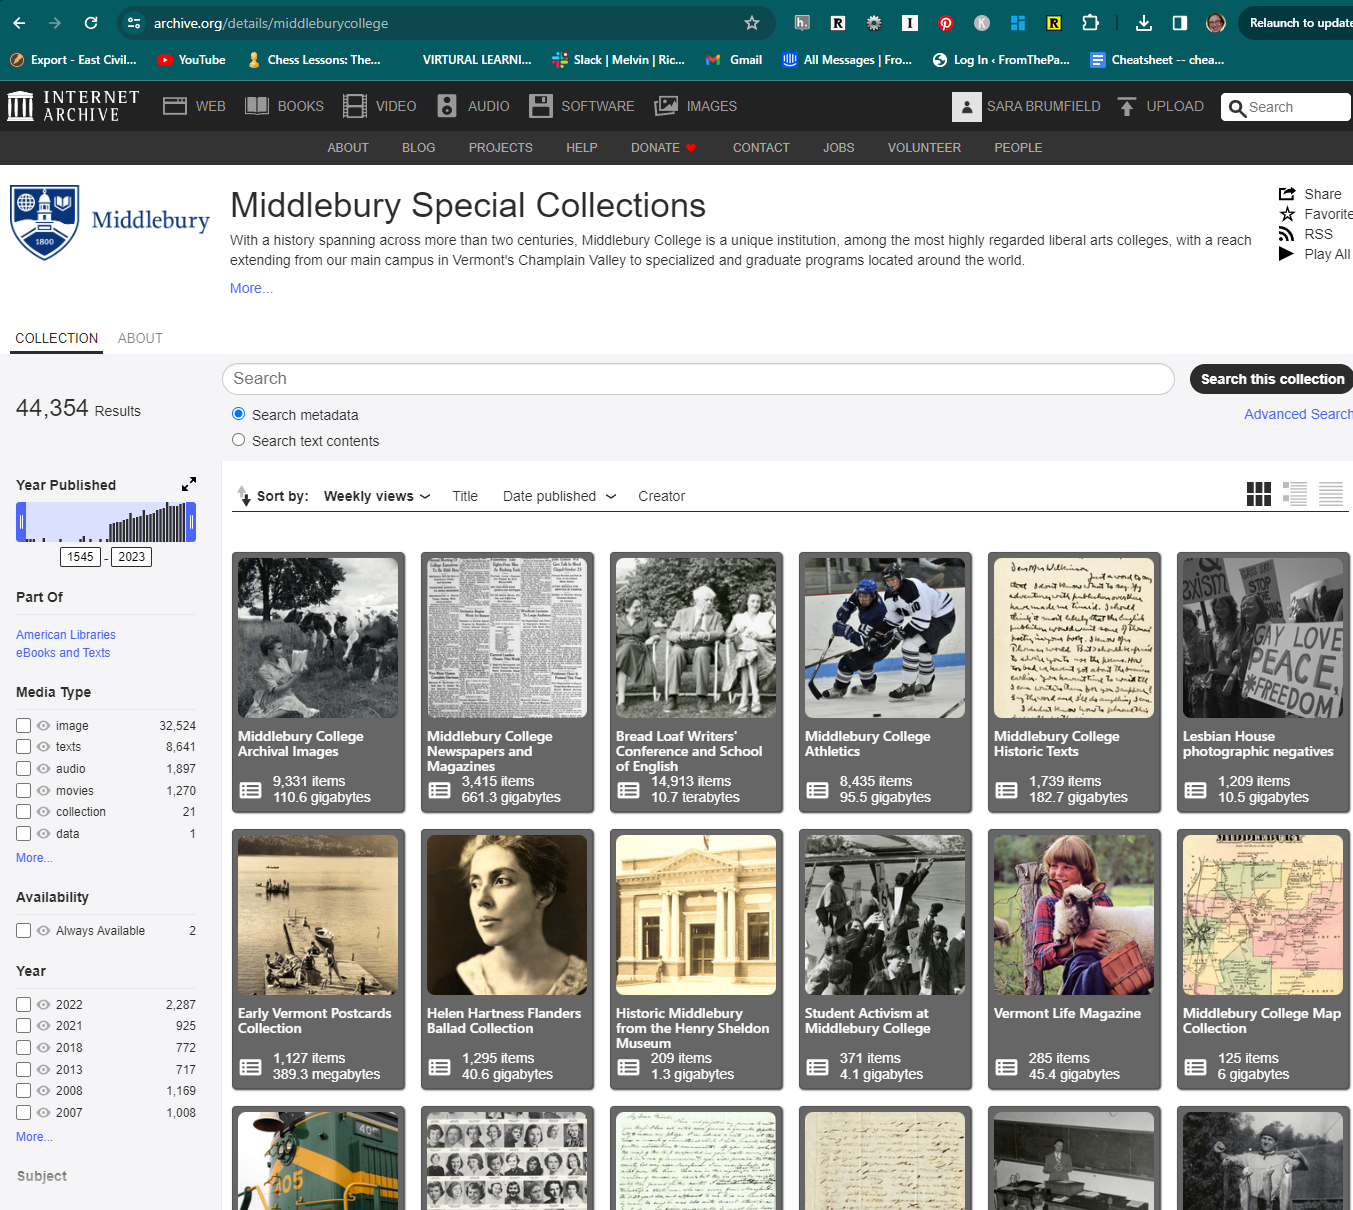 archive.org/details/middleburycollege
Relaunch to update
Export - East Civil...
YouTube
Chess Lessons: The...
VIRTURAL LEARNI...
Slack | Melvin | Ric...
Gmail
All Messages | Fro...
Log In ‹ FromThePa...
Cheatsheet -- chea...
INTERNET ARCHIVE
WEB
BOOKS
VIDEO
AUDIO
SOFTWARE
IMAGES
SARA BRUMFIELD
UPLOAD
Search
ABOUT
BLOG
PROJECTS
HELP
DONATE
CONTACT
JOBS
VOLUNTEER
PEOPLE
1800
Middlebury
Middlebury Special Collections
With a history spanning across more than two centuries, Middlebury College is a unique institution, among the most highly regarded liberal arts colleges, with a reach
extending from our main campus in Vermont's Champlain Valley to specialized and graduate programs located around the world.
More...
Share
Favorite
RSS
Play All
COLLECTION
ABOUT
Search
Search this collection
44,354 Results
Search metadata
Advanced Search
Search text contents
Year Published
1545 - 2023
Part Of
American Libraries
eBooks and Texts
Media Type
image 32,524
texts 8,641
audio 1,897
movies 1,270
collection 21
data 1
More...
Availability
Always Available 2
Year
2022 2,287
2021 925
2018 772
2013 717
2008 1,169
2007 1,008
More...
Subject
Sort by:
Weekly views
Title
Date published
Creator
Middlebury College
Archival Images
9,331 items
110.6 gigabytes
Middlebury College
Newspapers and
Magazines
3,415 items
661.3 gigabytes
Bread Loaf Writers'
Conference and School
of English
14,913 items
10.7 terabytes
Middlebury College
Athletics
8,435 items
95.5 gigabytes
Middlebury College
Historic Texts
1,739 items
182.7 gigabytes
GAY LOVE
PEACE
FREEDOM
Lesbian House
photographic negatives
1,209 items
10.5 gigabytes
Early Vermont Postcards
Collection
1,127 items
389.3 megabytes
Helen Hartness Flanders
Ballad Collection
1,295 items
40.6 gigabytes
Historic Middlebury
from the Henry Sheldon
Museum
209 items
1.3 gigabytes
Student Activism at
Middlebury College
371 items
4.1 gigabytes
Vermont Life Magazine
285 items
45.4 gigabytes
MIDDLEBURY
Middlebury College Map
Collection
125 items
6 gigabytes
405
405